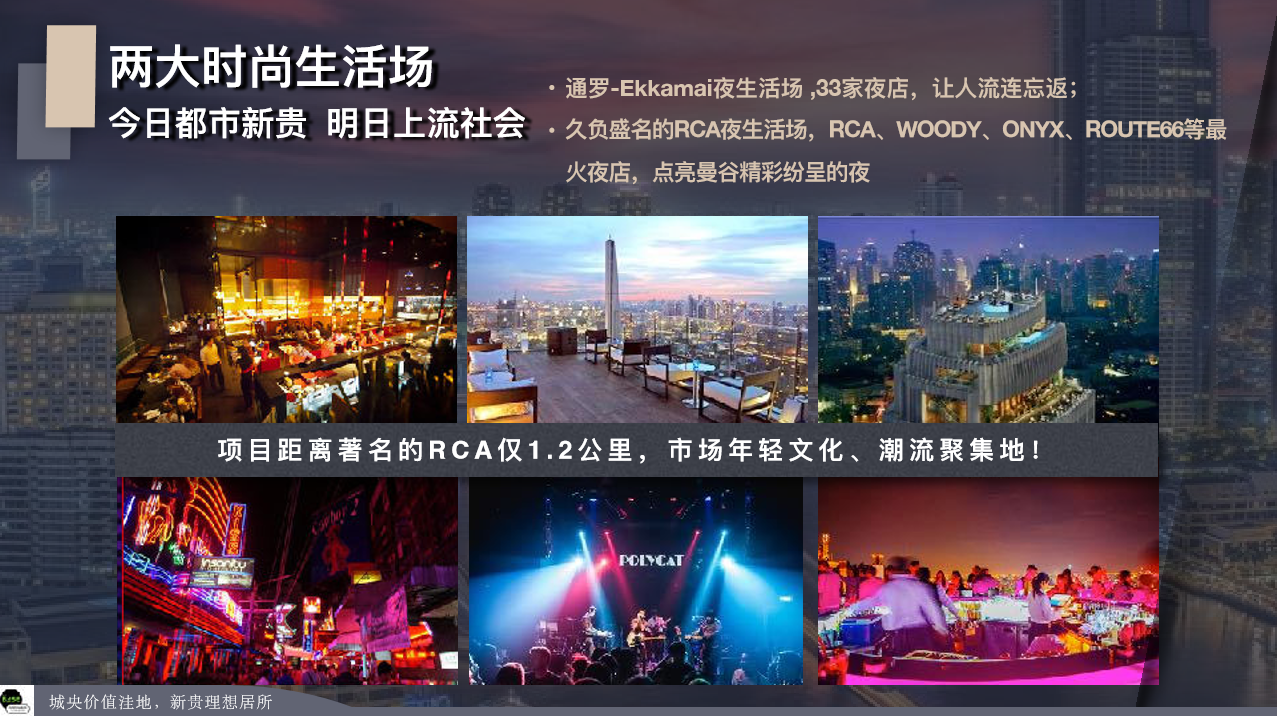 两大时尚生活场
今日都市新贵 明日上流社会
• 通罗-Ekkamai夜生活场 ,33家夜店，让人流连忘返；
• 久负盛名的RCA夜生活场，RCA、WOODY、ONYX、ROUTE66等最
火夜店，点亮曼谷精彩纷呈的夜
项目距离著名的RCA仅1.2公里，市场年轻文化、潮流聚集地！
Insanity
POLYCAT
城央价值洼地，新贵理想居所